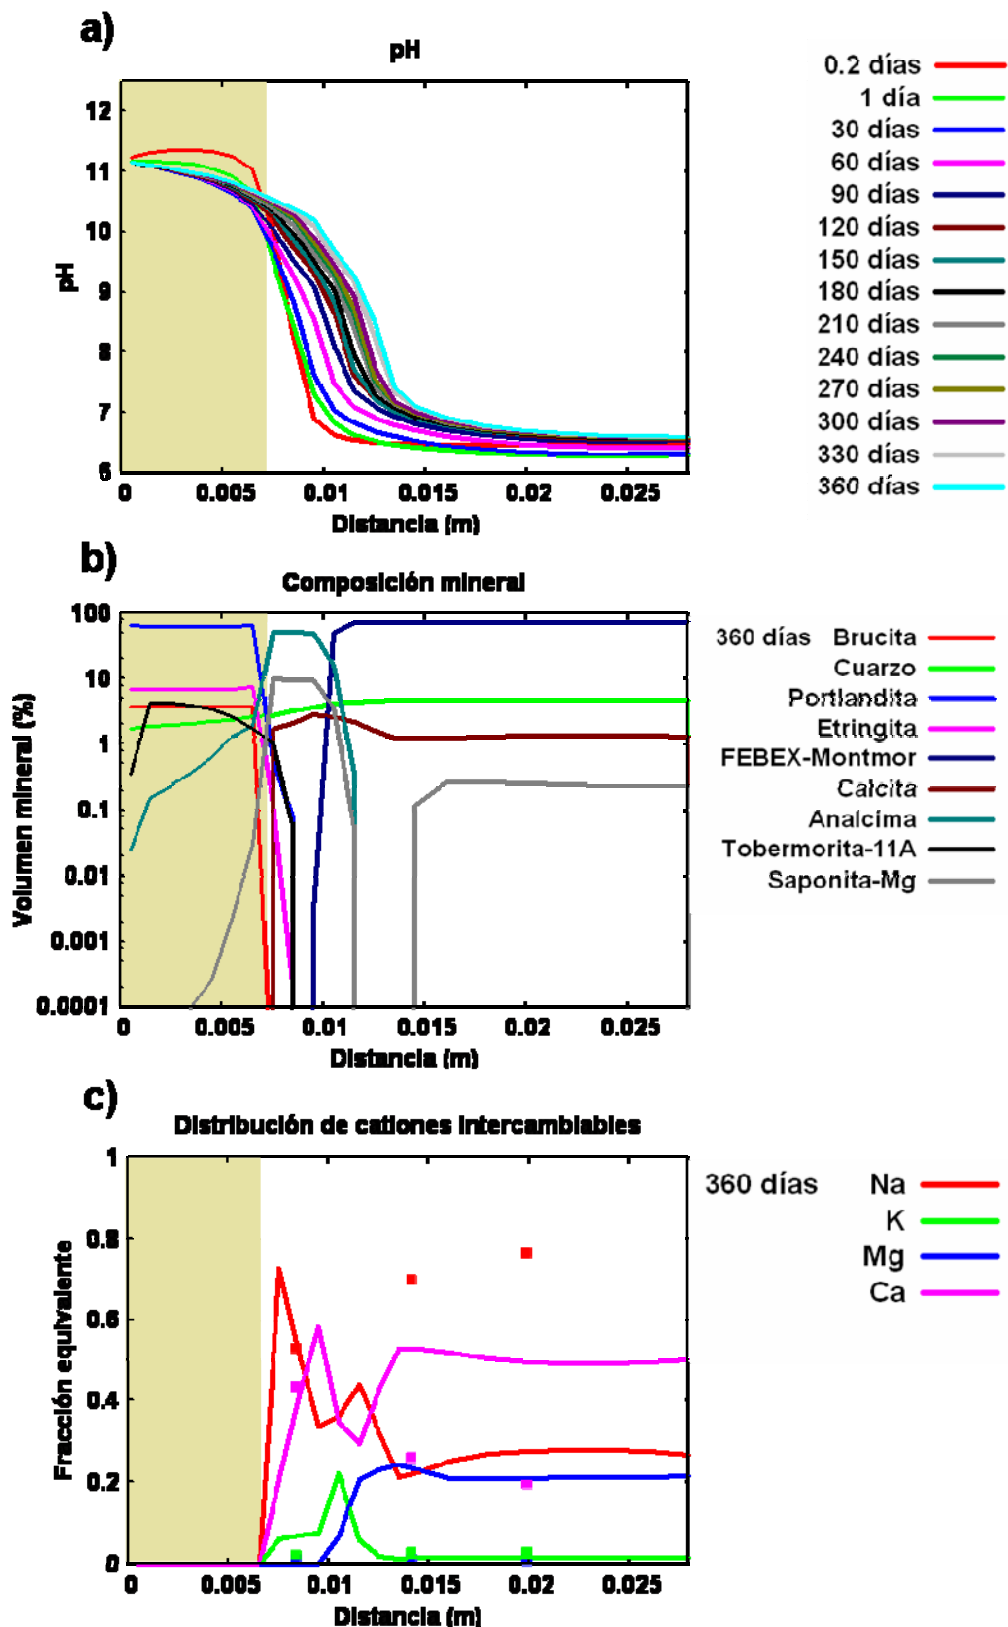 a)
pH
12
11
10
9
8
7
6
pH
0 0.005 0.01 0.015 0.02 0.025
Distancia (m)
0.2 días
1 día
30 días
60 días
90 días
120 días
150 días
180 días
210 días
240 días
270 días
300 días
330 días
360 días
b)
Composición mineral
100
10
1
0.1
0.01
0.001
0.0001
Volumen mineral (%)
0 0.005 0.01 0.015 0.02 0.025
Distancia (m)
360 días Brucita
Cuarzo
Portlandita
Etringita
FEBEX-Montmor
Calcita
Analcima
Tobermorita-11A
Saponita-Mg
c)
Distribución de cationes intercambiables
1
0.8
0.6
0.4
0.2
0
Fracción equivalente
0 0.005 0.01 0.015 0.02 0.025
Distancia (m)
360 días Na
K
Mg
Ca